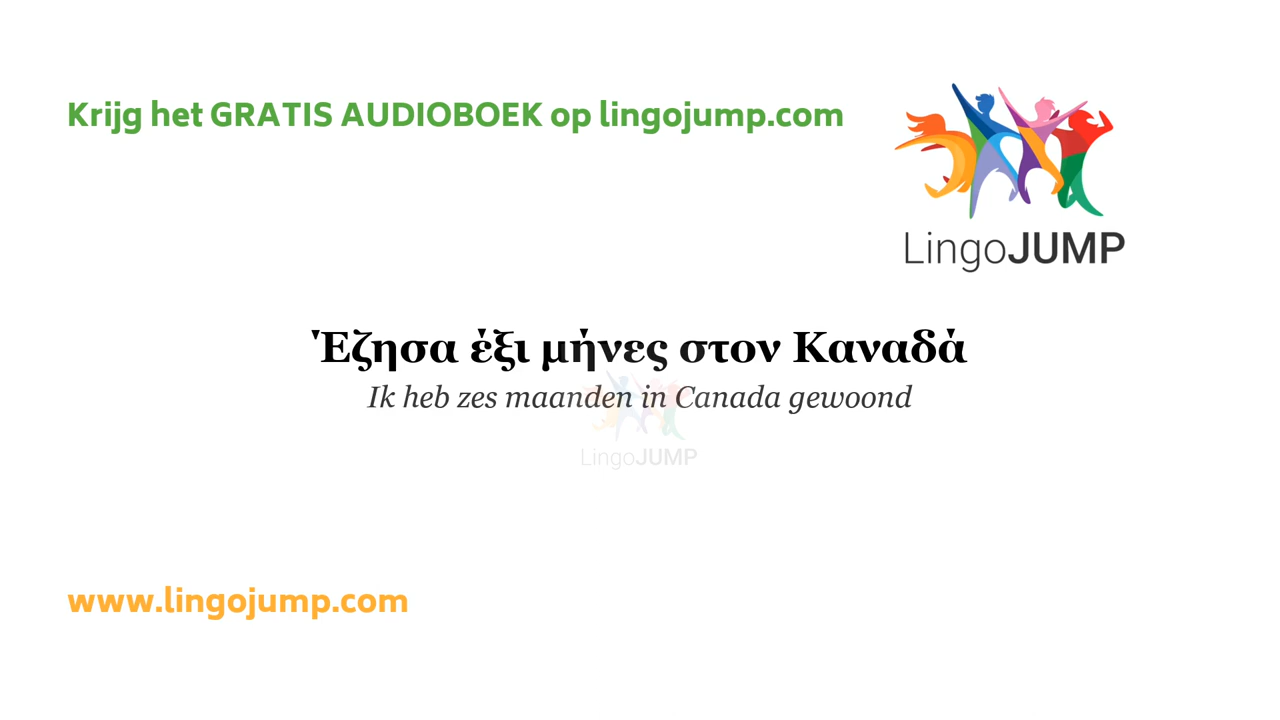 Krijg het GRATIS AUDIOBOEK op lingojump.com
LingoJUMP
Έζησα έξι μήνες στον Καναδά
Ik heb zes maanden in Canada gewoond
LingoJUMP
www.lingojump.com